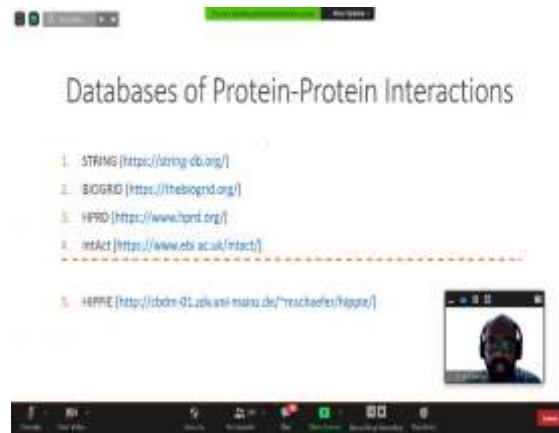 Databases of Protein-Protein Interactions
1. STRING [https://string-db.org/]
2. BIOGRID [https://thebiogrid.org/]
3. HPRD [https://www.hprd.org/]
4. IntAct [https://www.ebi.ac.uk/intact/]
5. HIPPIE [http://cbdm-01.zdv.uni-mainz.de/~mschaefer/hippie/]